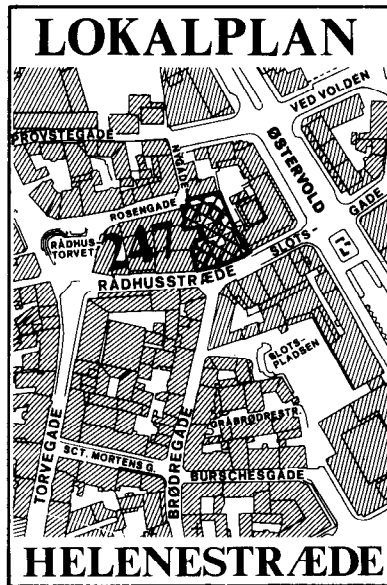 LOKALPLAN
VED VOLDEN
PROVSTEGADE
ØSTERVOLD
ROSENGADE
RÅDHUS-
TORVET
247
SLOTS-
GADE
RÅDHUSSTRÆDE
SLOTS-
PLADSEN
GRÅBRØDRESTR.
TORVEGADE
SCT. MORTENS G.
BRØDREGADE
BURSCHESGADE
HELENESTRÆDE